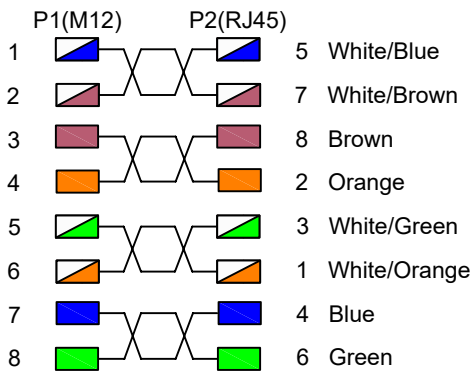 P1(M12) P2(RJ45)
1 5 White/Blue
2 7 White/Brown
3 8 Brown
4 2 Orange
5 3 White/Green
6 1 White/Orange
7 4 Blue
8 6 Green